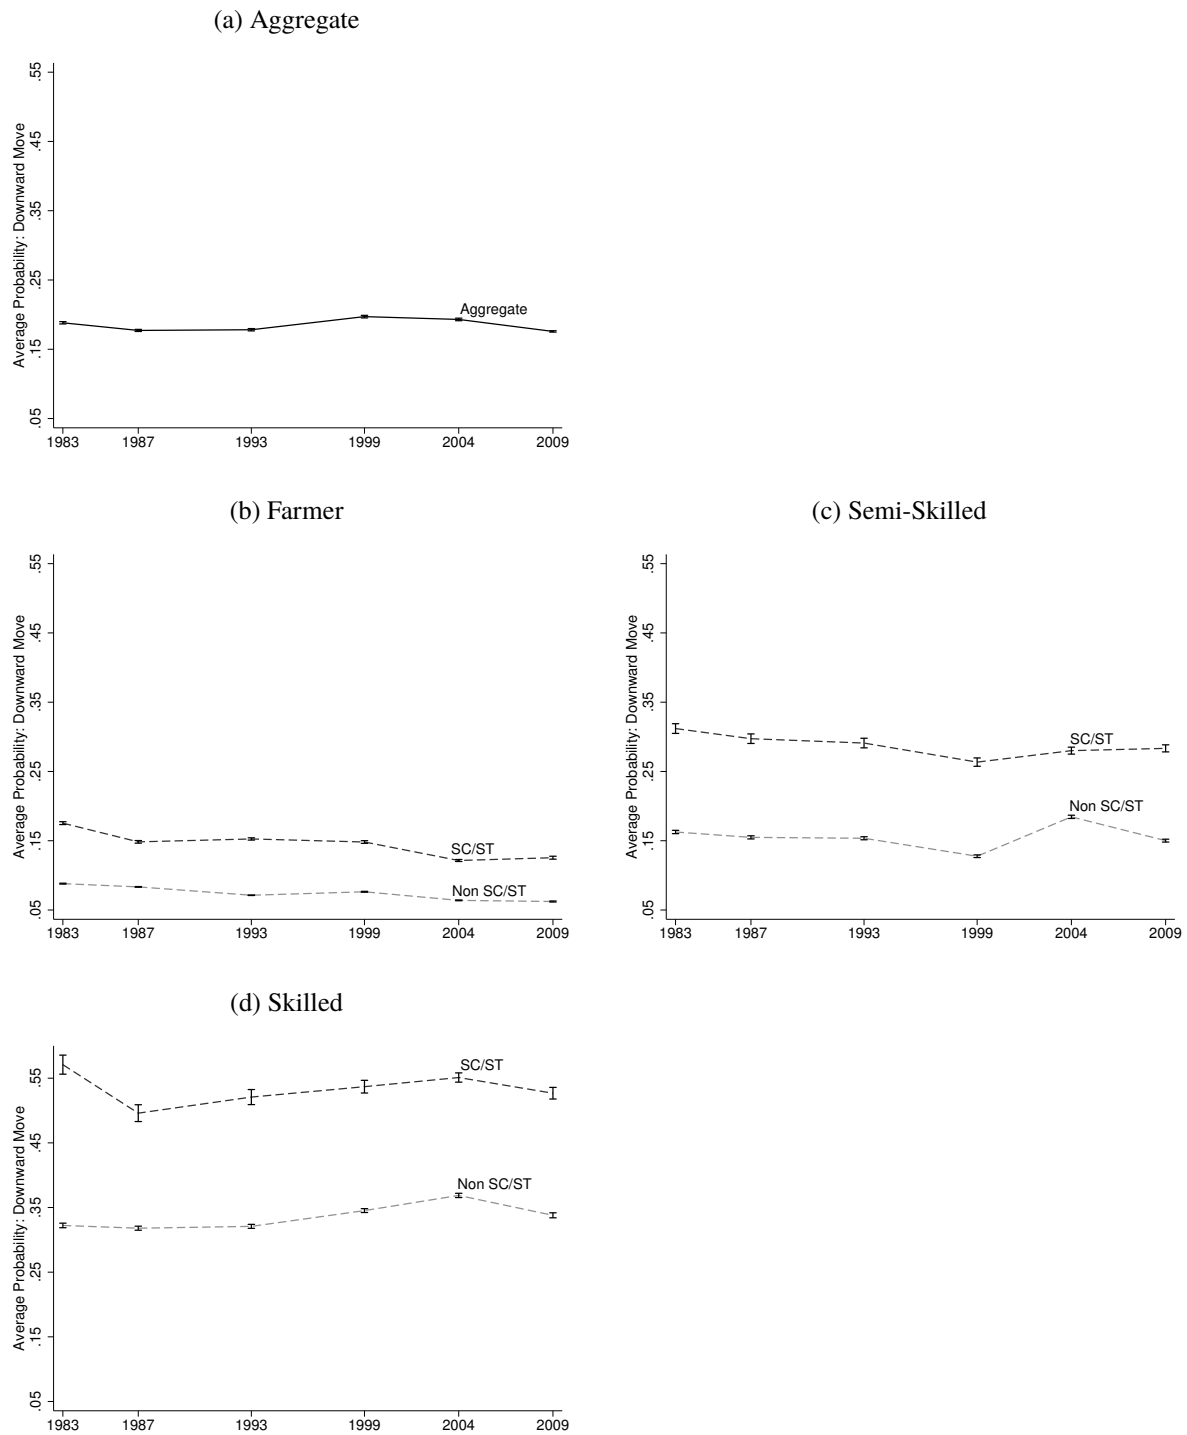 (a) Aggregate
Average Probability: Downward Move
.55
.45
.35
.25
.15
.05
Aggregate
1983 1987 1993 1999 2004 2009
(b) Farmer
Average Probability: Downward Move
.55
.45
.35
.25
.15
.05
SC/ST
Non SC/ST
1983 1987 1993 1999 2004 2009
(c) Semi-Skilled
Average Probability: Downward Move
.55
.45
.35
.25
.15
.05
SC/ST
Non SC/ST
1983 1987 1993 1999 2004 2009
(d) Skilled
Average Probability: Downward Move
.55
.45
.35
.25
.15
.05
SC/ST
Non SC/ST
1983 1987 1993 1999 2004 2009